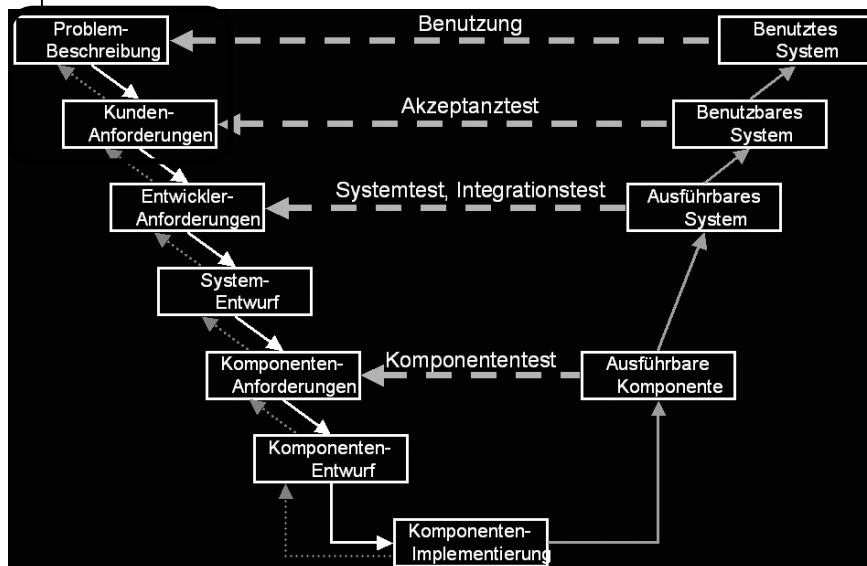 Problem-
Beschreibung
Benutzung
Benutztes
System
Kunden-
Anforderungen
Akzeptanztest
Benutzbares
System
Entwickler-
Anforderungen
Systemtest, Integrationstest
Ausführbares
System
System-
Entwurf
Komponenten-
Anforderungen
Komponententest
Ausführbare
Komponente
Komponenten-
Entwurf
Komponenten-
Implementierung